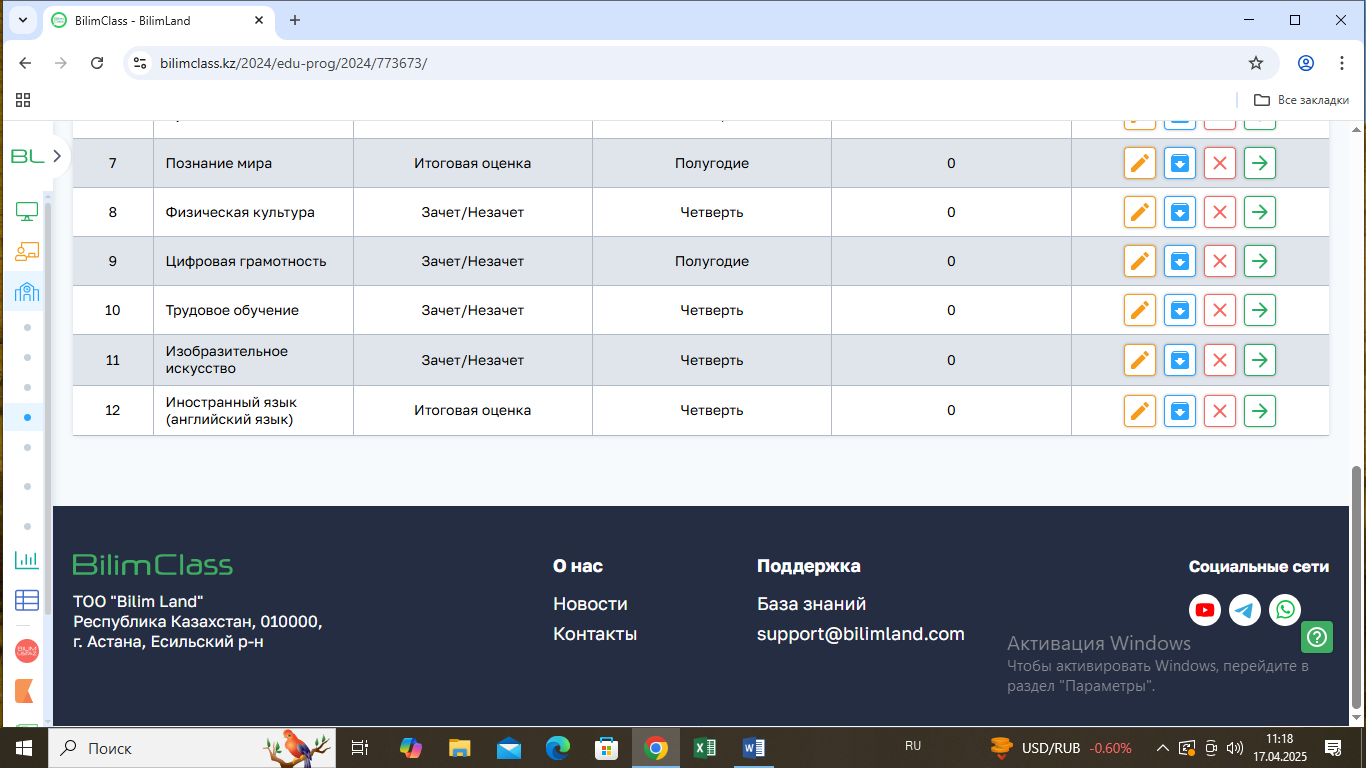 BilimClass - BilimLand
bilimclass.kz/2024/edu-prog/2024/773673/
Все закладки
BL
7 Познание мира Итоговая оценка Полугодие 0
8 Физическая культура Зачет/Незачет Четверть 0
9 Цифровая грамотность Зачет/Незачет Полугодие 0
10 Трудовое обучение Зачет/Незачет Четверть 0
11 Изобразительное искусство Зачет/Незачет Четверть 0
12 Иностранный язык (английский язык) Итоговая оценка Четверть 0
BilimClass
ТОО "Bilim Land"
Республика Казахстан, 010000,
г. Астана, Есильский р-н
О нас
Новости
Контакты
Поддержка
База знаний
support@bilimland.com
Социальные сети
Активация Windows
Чтобы активировать Windows, перейдите в
раздел "Параметры".
Поиск
RU
USD/RUB -0.60%
11:18
17.04.2025